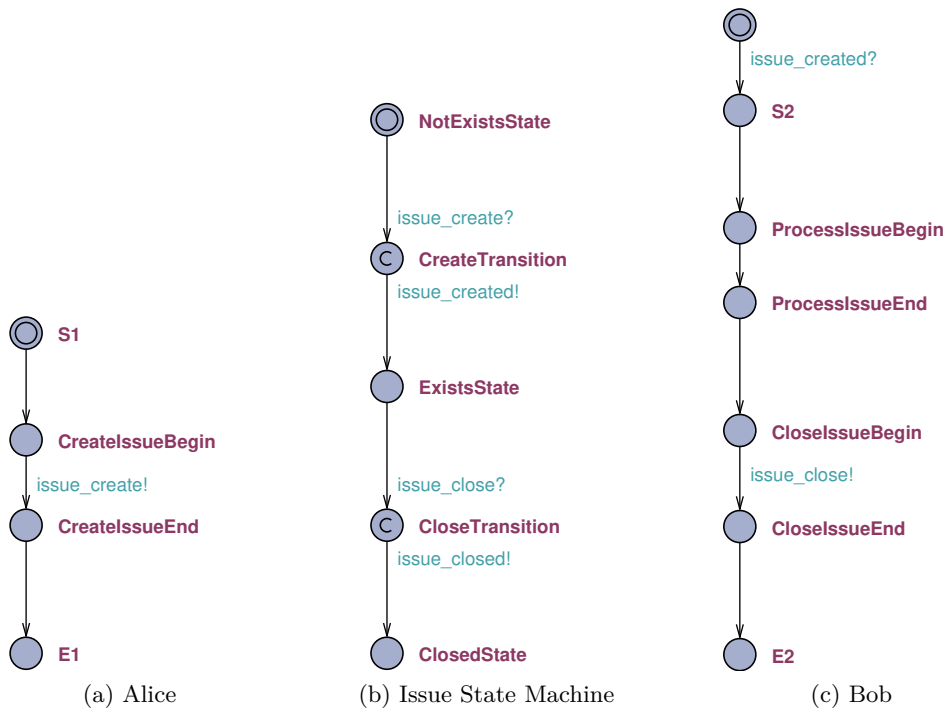 S1
CreateIssueBegin
issue_create!
CreateIssueEnd
E1
(a) Alice
NotExistsState
issue_create?
C
CreateTransition
issue_created!
ExistsState
issue_close?
C
CloseTransition
issue_closed!
ClosedState
(b) Issue State Machine
issue_created?
S2
ProcessIssueBegin
ProcessIssueEnd
CloseIssueBegin
issue_close!
CloseIssueEnd
E2
(c) Bob